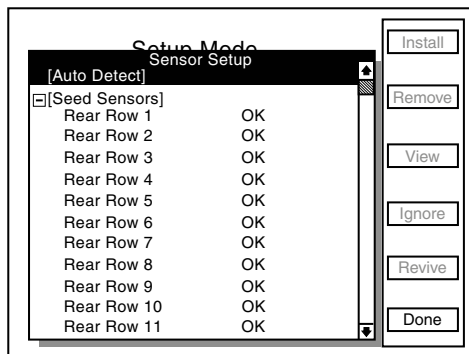 Setup Mode
Sensor Setup
[Auto Detect]
[Seed Sensors]
Rear Row 1 OK
Rear Row 2 OK
Rear Row 3 OK
Rear Row 4 OK
Rear Row 5 OK
Rear Row 6 OK
Rear Row 7 OK
Rear Row 8 OK
Rear Row 9 OK
Rear Row 10 OK
Rear Row 11 OK
Install
Remove
View
Ignore
Revive
Done